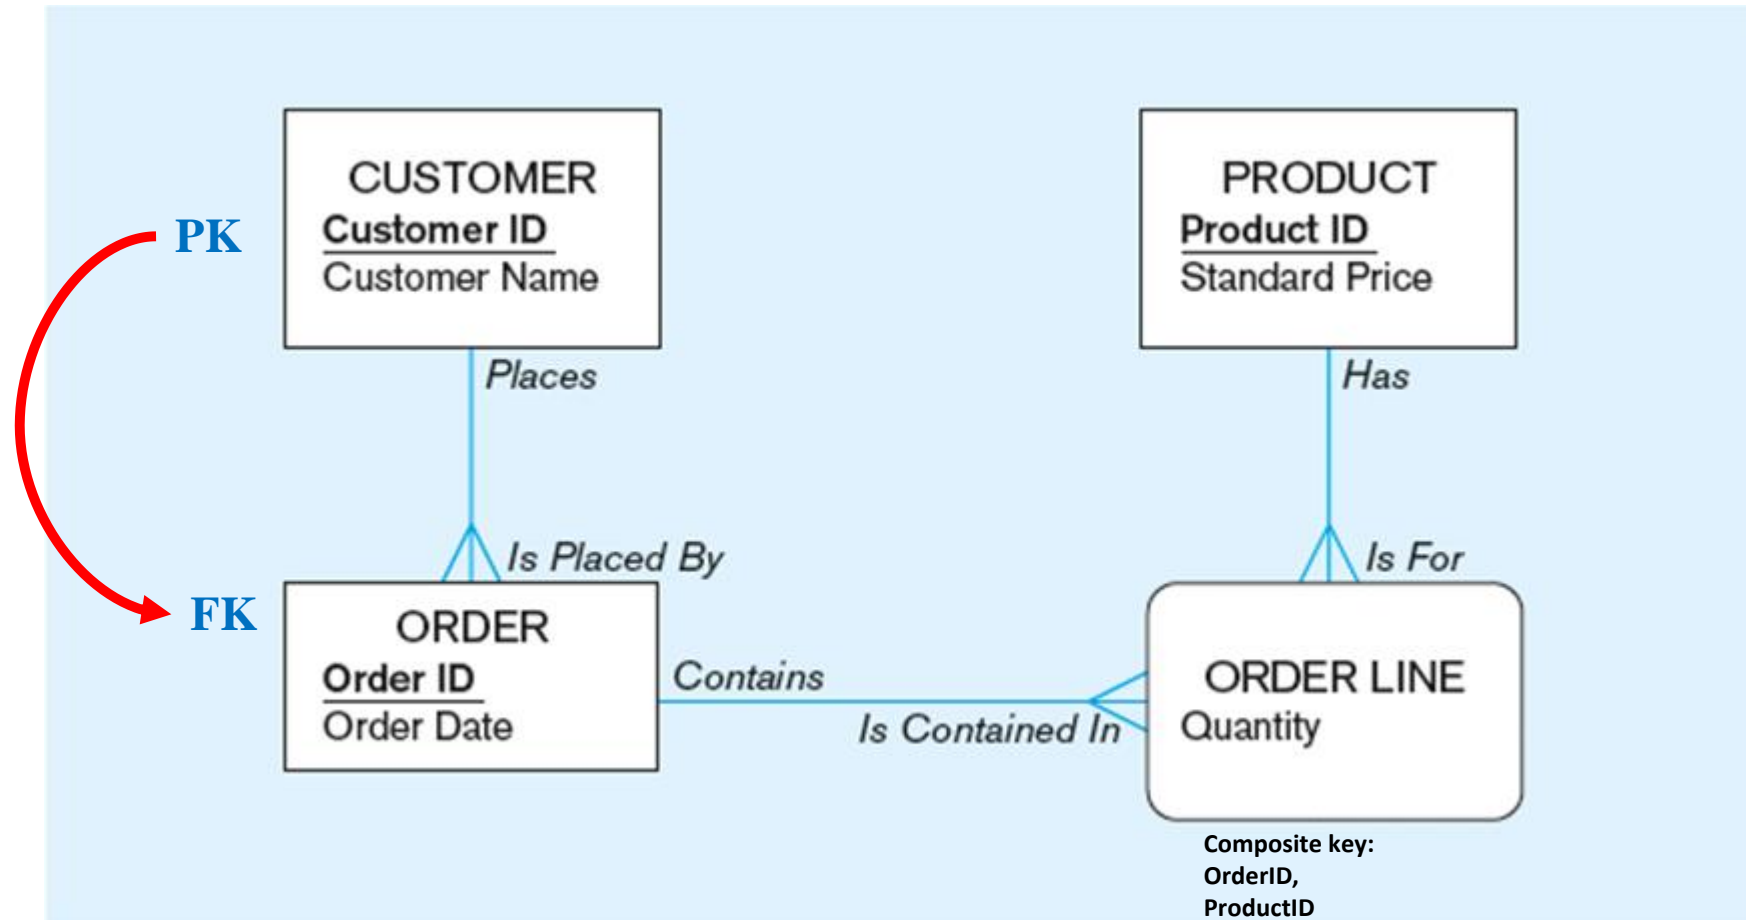 CUSTOMER
PK
Customer ID
Customer Name
Places
PRODUCT
Product ID
Standard Price
Has
Is Placed By
FK
ORDER
Order ID
Order Date
Contains
Is Contained In
Is For
ORDER LINE
Quantity
Composite key:
OrderID,
ProductID